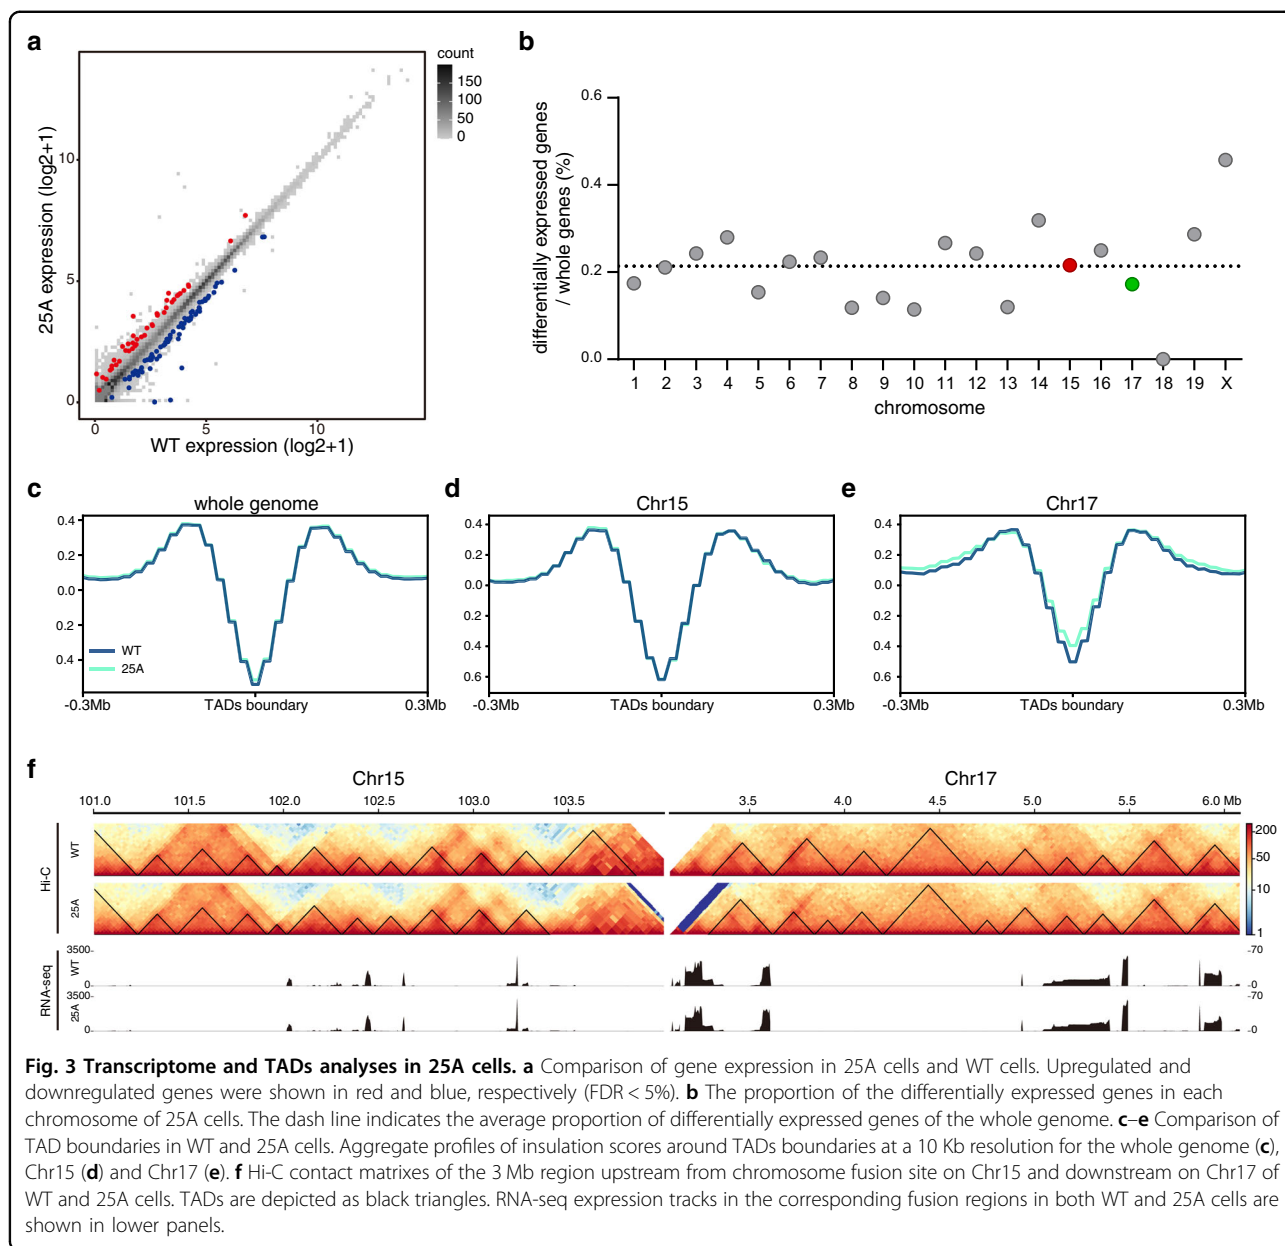 a
count
150
100
50
0
25A expression (log2+1)
10
5
0
0
5
10
WT expression (log2+1)
b
differentially expressed genes
/ whole genes (%)
0.6
0.4
0.2
0.0
1 2 3 4 5 6 7 8 9 10 11 12 13 14 15 16 17 18 19 X
chromosome
c
whole genome
0.4
0.2
0.0
0.2
0.4
WT
25A
-0.3Mb TADs boundary 0.3Mb
d
Chr15
0.4
0.2
0.0
0.2
0.4
0.6
-0.3Mb TADs boundary 0.3Mb
e
Chr17
0.4
0.2
0.0
0.2
0.4
0.6
-0.3Mb TADs boundary 0.3Mb
f
Chr15 Chr17
101.0 101.5 102.0 102.5 103.0 103.5 3.5 4.0 4.5 5.0 5.5 6.0 Mb
Hi-C
WT
25A
200
100
10
1
RNA-seq
WT
3500-
0
-70
-0
25A
3500
0
-70
-0
Fig. 3 Transcriptome and TADs analyses in 25A cells. a Comparison of gene expression in 25A cells and WT cells. Upregulated and
downregulated genes were shown in red and blue, respectively (FDR < 5%). b The proportion of the differentially expressed genes in each
chromosome of 25A cells. The dash line indicates the average proportion of differentially expressed genes of the whole genome. c–e Comparison of
TAD boundaries in WT and 25A cells. Aggregate profiles of insulation scores around TADs boundaries at a 10 Kb resolution for the whole genome (c),
Chr15 (d) and Chr17 (e). f Hi-C contact matrixes of the 3 Mb region upstream from chromosome fusion site on Chr15 and downstream on Chr17 of
WT and 25A cells. TADs are depicted as black triangles. RNA-seq expression tracks in the corresponding fusion regions in both WT and 25A cells are
shown in lower panels.